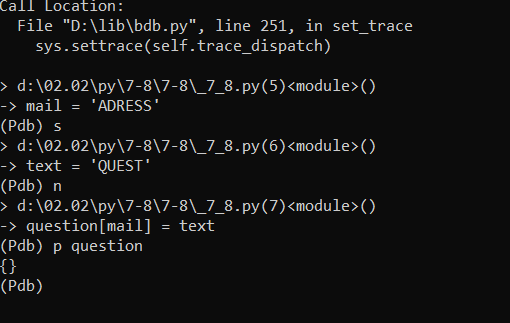 Call Location:
  File "D:\lib\bdb.py", line 251, in set_trace
    sys.settrace(self.trace_dispatch)

> d:\02.02\py\7-8\7-8\_7_8.py(5)<module>()
-> mail = 'ADRESS'
(Pdb) s
> d:\02.02\py\7-8\7-8\_7_8.py(6)<module>()
-> text = 'QUEST'
(Pdb) n
> d:\02.02\py\7-8\7-8\_7_8.py(7)<module>()
-> question[mail] = text
(Pdb) p question
{}
(Pdb)